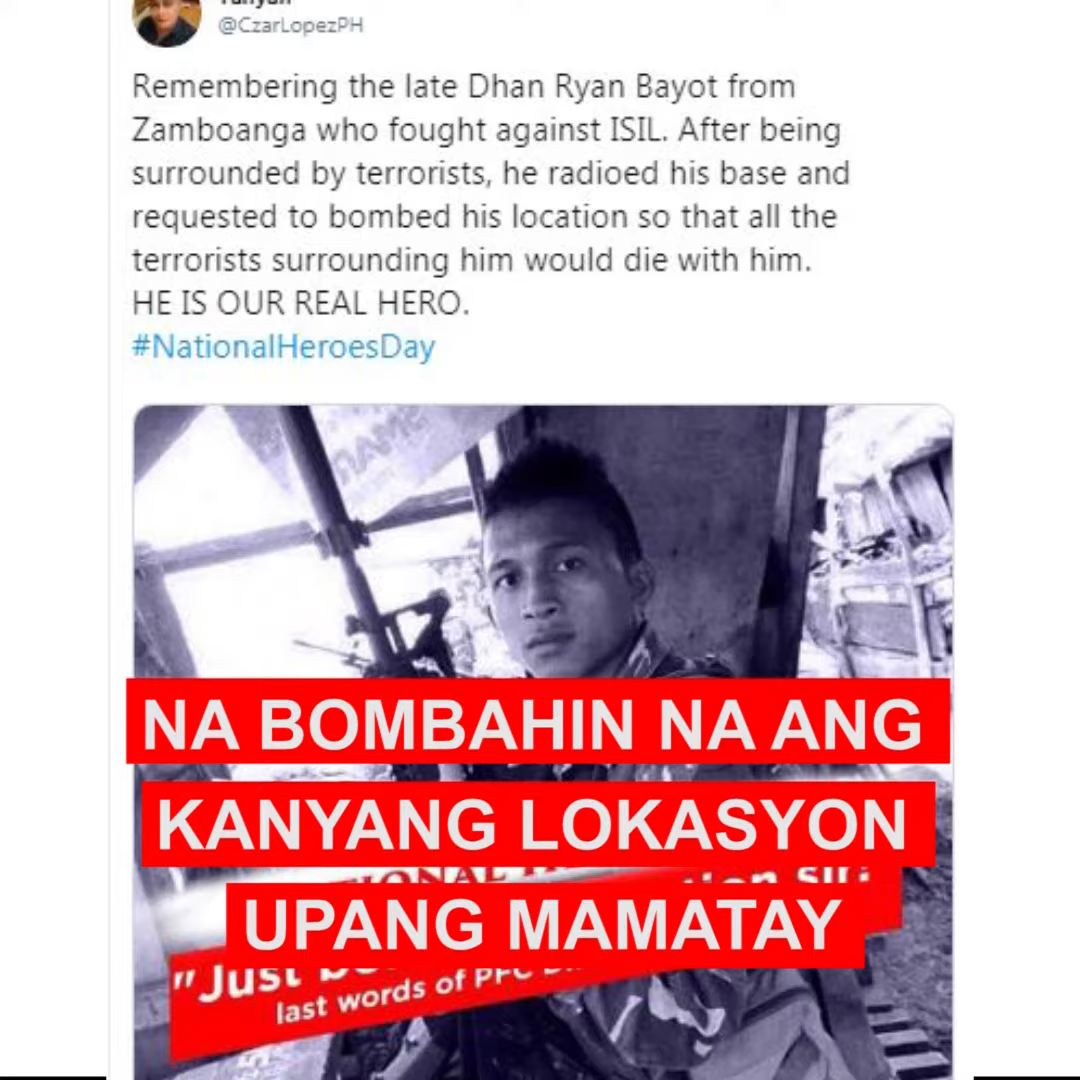 @CzarLopezPH
Remembering the late Dhan Ryan Bayot from
Zamboanga who fought against ISIL. After being
surrounded by terrorists, he radioed his base and
requested to bombed his location so that all the
terrorists surrounding him would die with him.
HE IS OUR REAL HERO.
#NationalHeroesDay
NA BOMBAHIN NA ANG
KANYANG LOKASYON
UPANG MAMATAY
"Just
last words of PFC